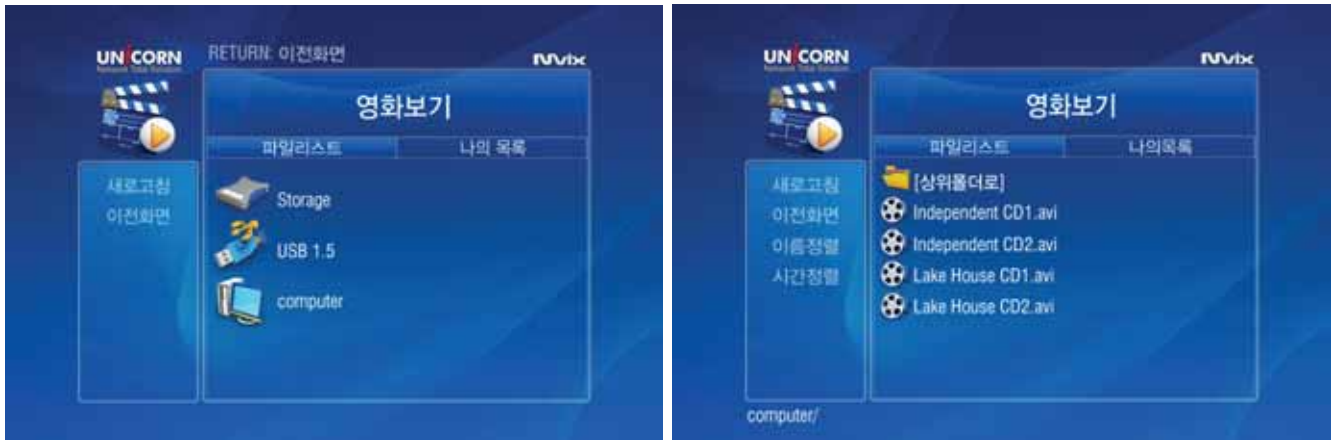 UNiCORN
RETURN: 이전화면
Mvix
영화보기
파일리스트
나의 목록
새로고침
이전화면
Storage
USB 1.5
computer
UNiCORN
Mvix
영화보기
파일리스트
나의목록
새로고침
이전화면
이름정렬
시간정렬
[상위폴더로]
Independent CD1.avi
Independent CD2.avi
Lake House CD1.avi
Lake House CD2.avi
computer/